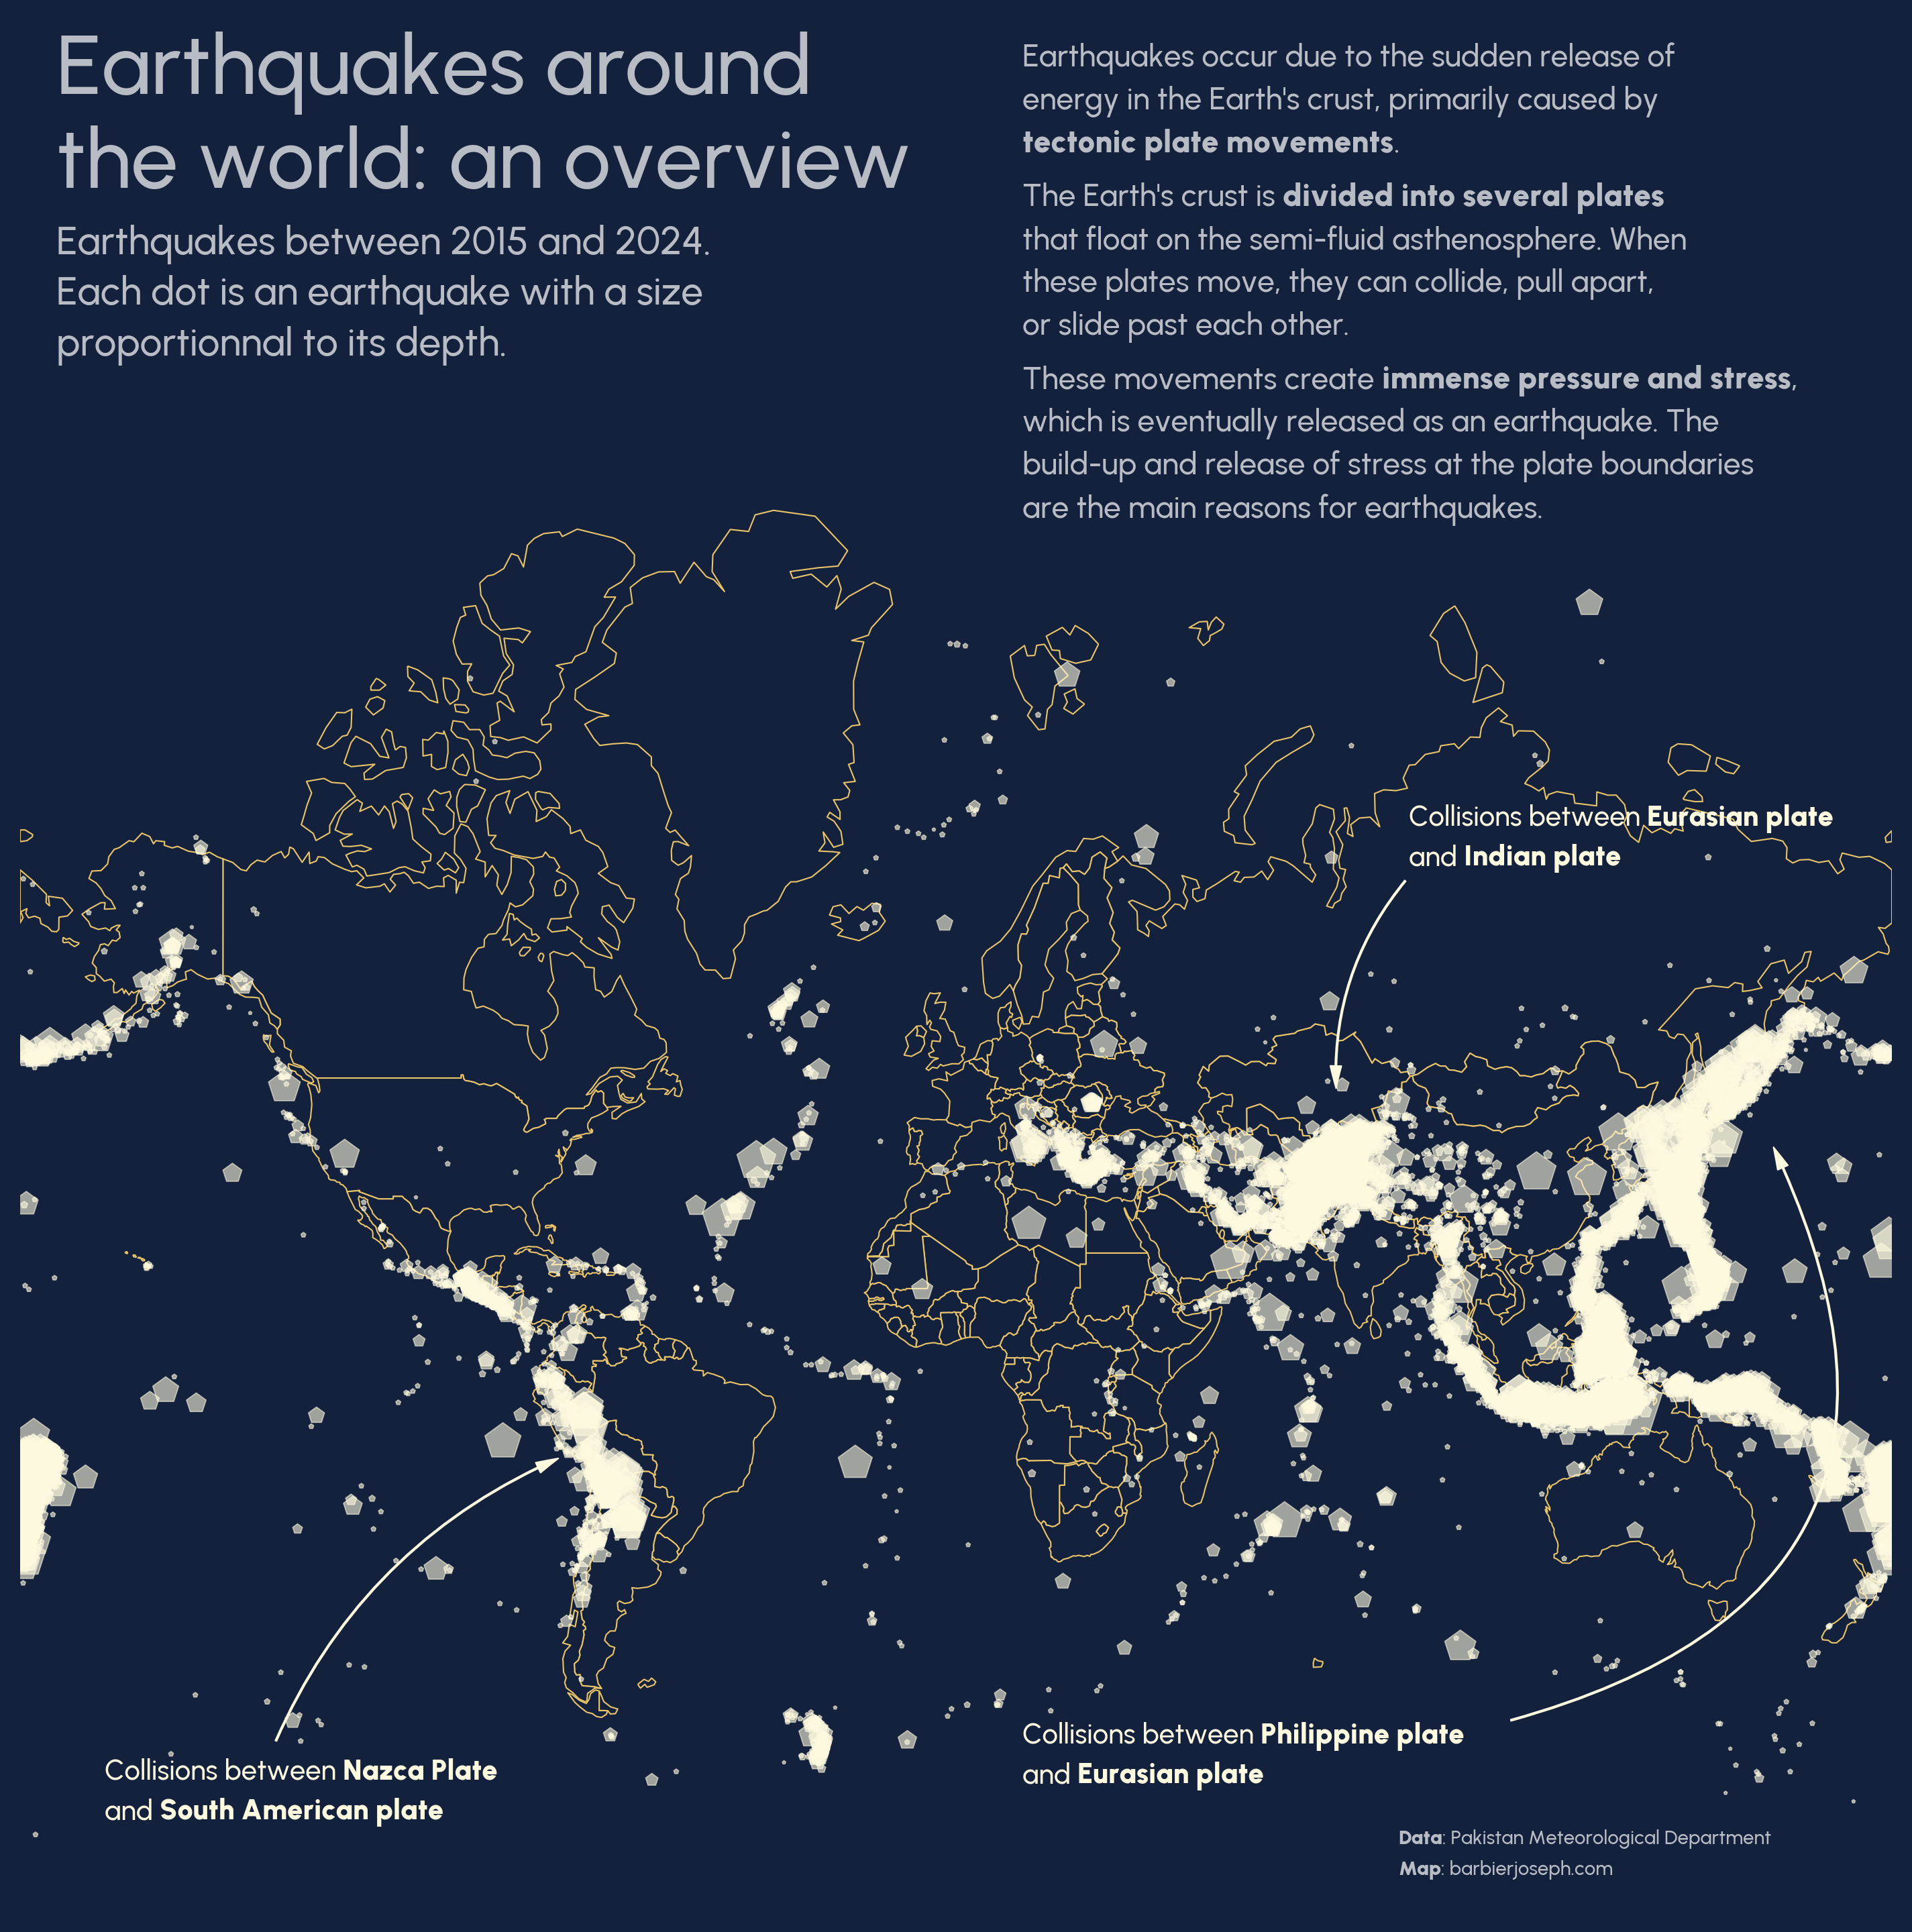 Earthquakes around
the world: an overview
Earthquakes between 2015 and 2024.
Each dot is an earthquake with a size
proportionnal to its depth.
Earthquakes occur due to the sudden release of
energy in the Earth's crust, primarily caused by
tectonic plate movements.
The Earth's crust is divided into several plates
that float on the semi-fluid asthenosphere. When
these plates move, they can collide, pull apart,
or slide past each other.
These movements create immense pressure and stress,
which is eventually released as an earthquake. The
build-up and release of stress at the plate boundaries
are the main reasons for earthquakes.
Collisions between Eurasian plate
and Indian plate
Collisions between Philippine plate
and Eurasian plate
Collisions between Nazca Plate
and South American plate
Data: Pakistan Meteorological Department
Map: barbierjoseph.com